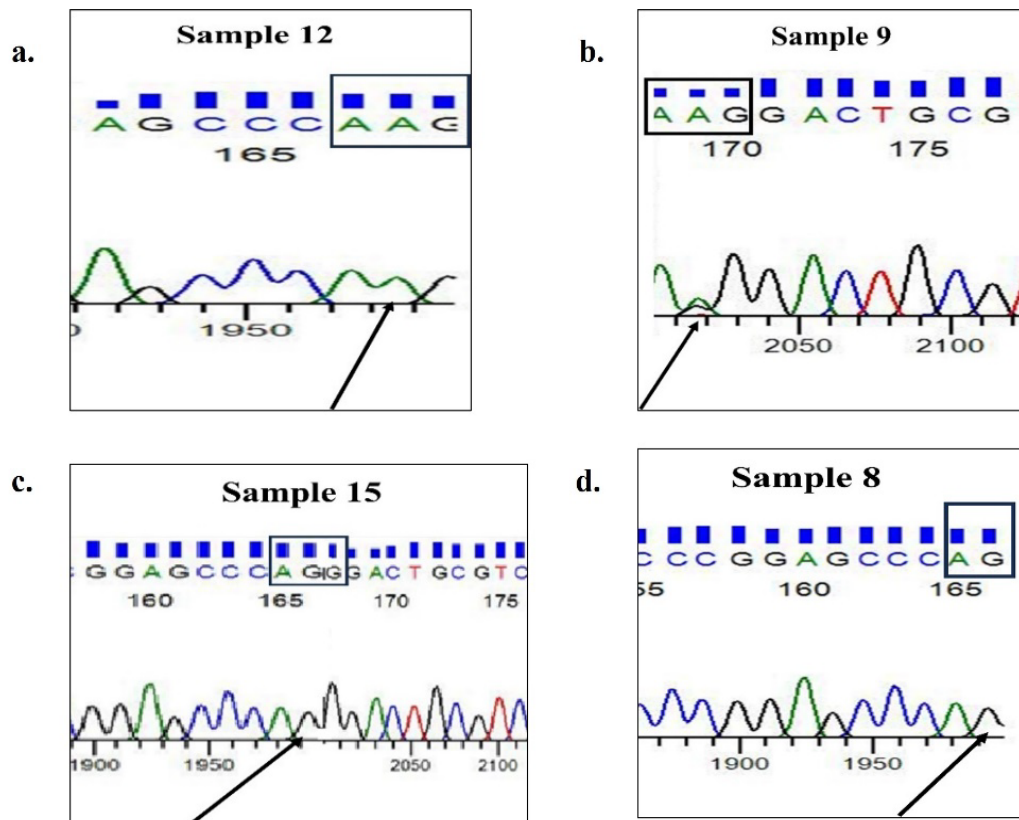 a.
Sample 12
A G C C C A A G
165
1950
b.
Sample 9
A A G G A C T G C G
170 175
2050 2100
c.
Sample 15
G G A G C C C A G G G A C T G C G T C
160 165 170 175
1900 1950 2050 2100
d.
Sample 8
C C C G G A G C C C A G
160 165
1900 1950